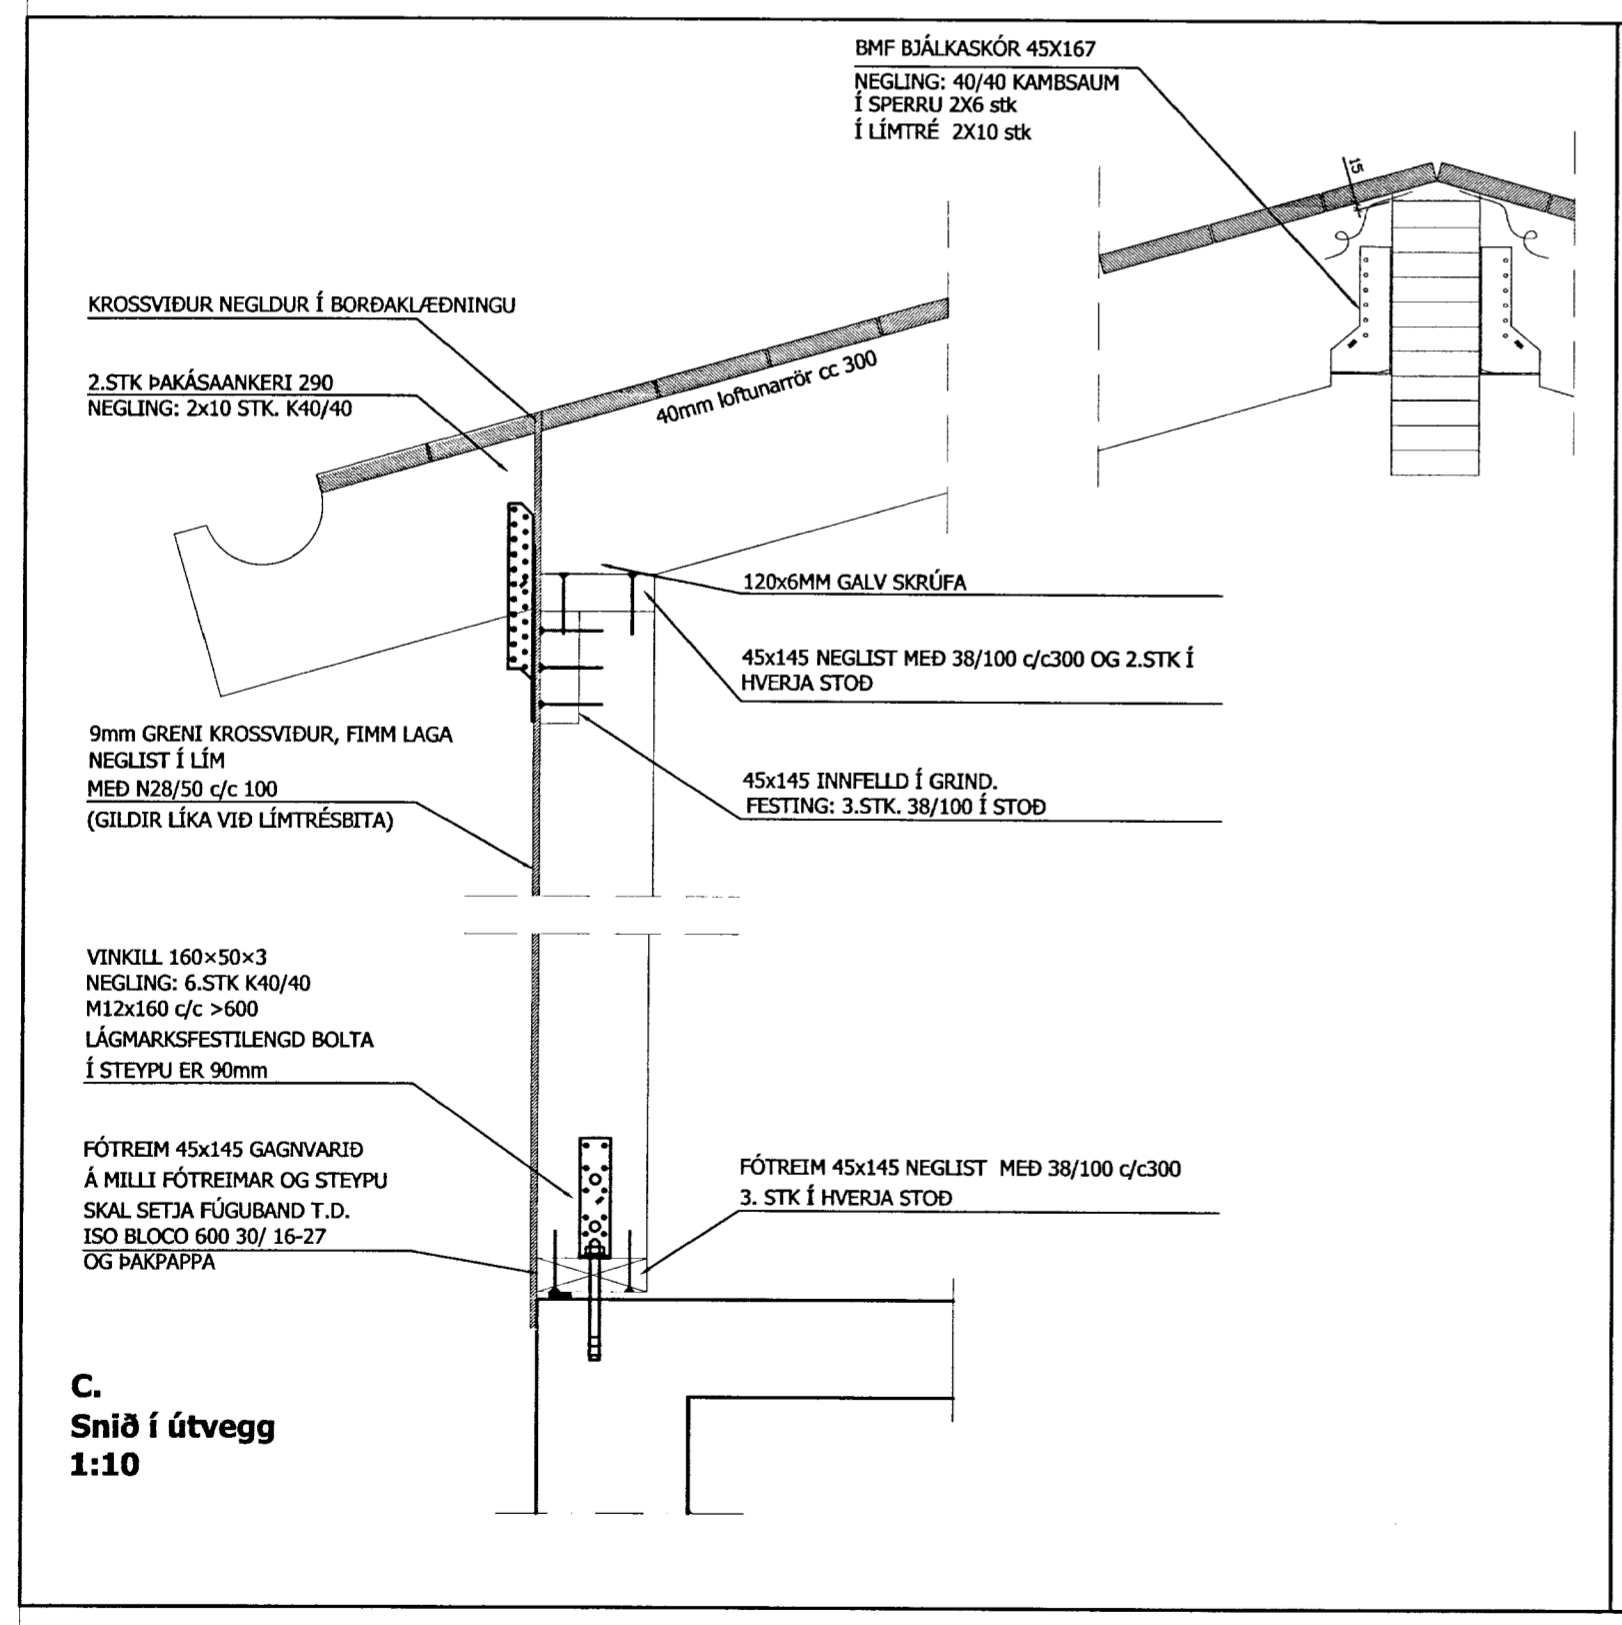 BMF BJÁLKASKÓR 45X167
NEGLING: 40/40 KAMBSAUM
Í SPERRU 2X6 stk
Í LÍMTRÉ 2X10 stk
15
KROSSVIÐUR NEGLDUR Í BORÐAKLÆÐNINGU
2.STK ÞAKÁSAANKERI 290
NEGLING: 2x10 STK. K40/40
40mm loftunarrör cc 300
120x6MM GALV SKRÚFA
45x145 NEGLIST MEÐ 38/100 c/c300 OG 2.STK Í
HVERJA STOÐ
9mm GRENI KROSSVIÐUR, FIMM LAGA
NEGLIST Í LÍM
MEÐ N28/50 c/c 100
(GILDIR LÍKA VIÐ LÍMTRÉSBITA)
45x145 INNFELLD Í GRIND.
FESTING: 3.STK. 38/100 Í STOÐ
VINKILL 160×50×3
NEGLING: 6.STK K40/40
M12x160 c/c >600
LÁGMARKSFESTILENGD BOLTA
Í STEYPU ER 90mm
FÓTREIM 45x145 GAGNVARIÐ
Á MILLI FÓTREIMAR OG STEYPU
SKAL SETJA FÚGUBAND T.D.
ISO BLOCO 600 30/ 16-27
OG ÞAKPAPPA
FÓTREIM 45x145 NEGLIST MEÐ 38/100 c/c300
3. STK Í HVERJA STOÐ
C.
Snið í útvegg
1:10